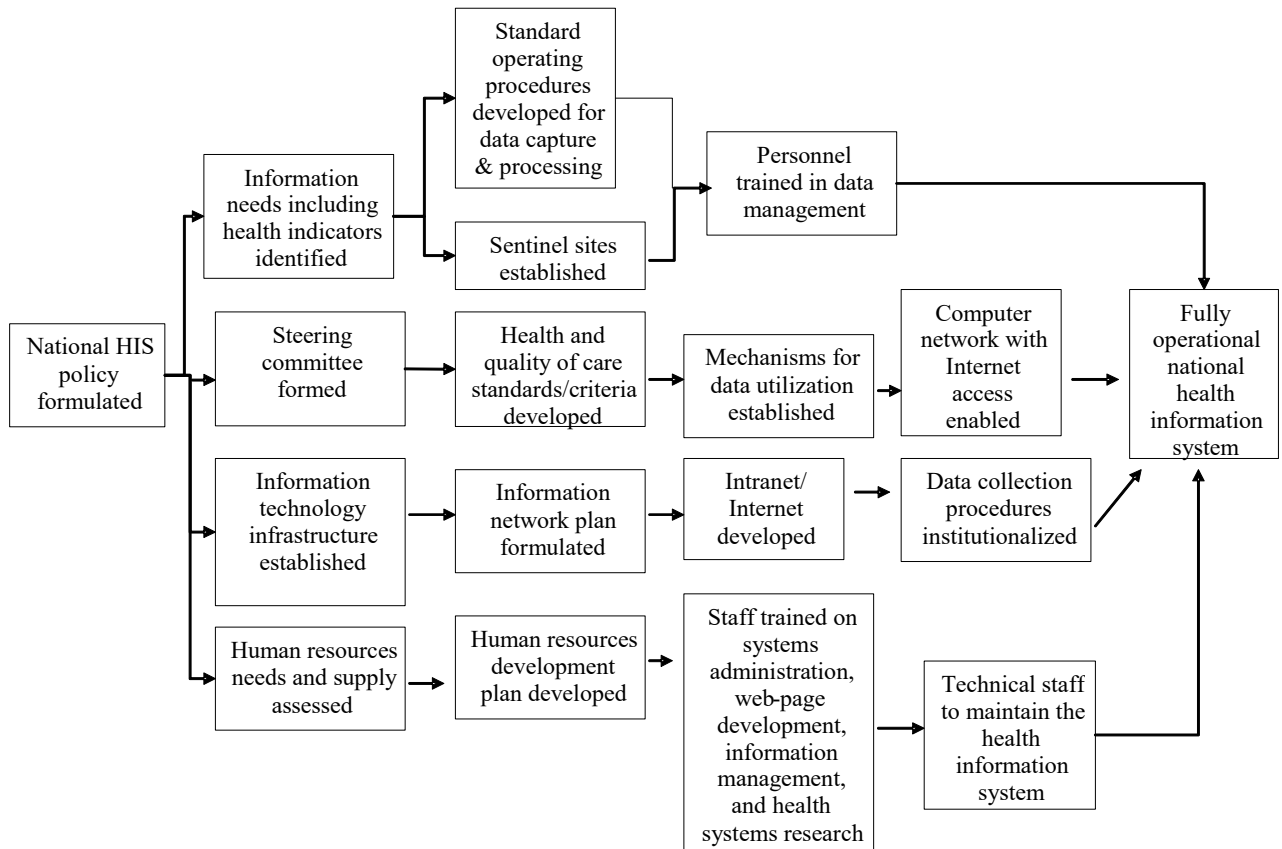 National HIS
policy
formulated
Information
needs including
health indicators
identified
Standard
operating
procedures
developed for
data capture
& processing
Sentinel sites
established
Personnel
trained in data
management
Steering
committee
formed
Health and
quality of care
standards/criteria
developed
Mechanisms for
data utilization
established
Computer
network with
Internet
access
enabled
Fully
operational
national
health
information
system
Information
technology
infrastructure
established
Information
network plan
formulated
Intranet/
Internet
developed
Data collection
procedures
institutionalized
Human resources
needs and supply
assessed
Human resources
development
plan developed
Staff trained on
systems
administration,
web-page
development,
information
management,
and health
systems research
Technical staff
to maintain the
health
information
system